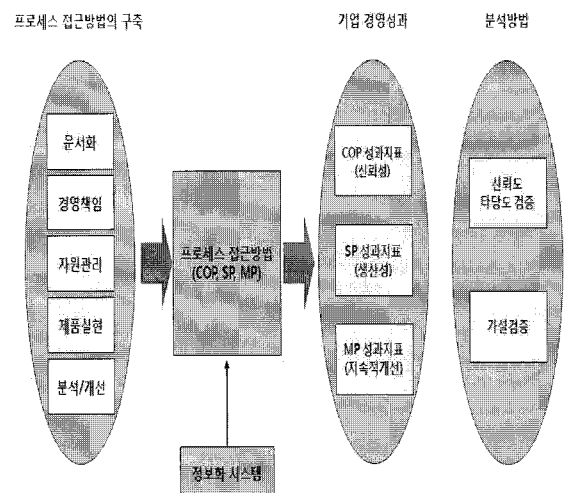 프로세스 접근방법의 구축
기업 경영성과
분석방법
문서화
경영책임
자원관리
제품실현
분석/개선
프로세스 접근방법
(COP, SP, MP)
정보화 시스템
COP 성과지표
(신뢰성)
SP 성과지표
(생산성)
MP 성과지표
(지속적개선)
신뢰도
타당도 검증
가설검증